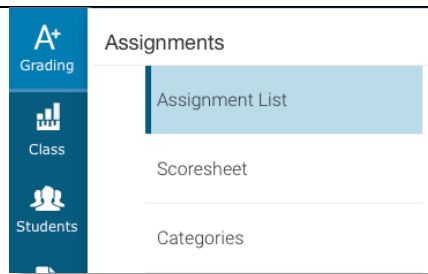 A+
Grading
Class
Students
Assignments
Assignment List
Scoresheet
Categories